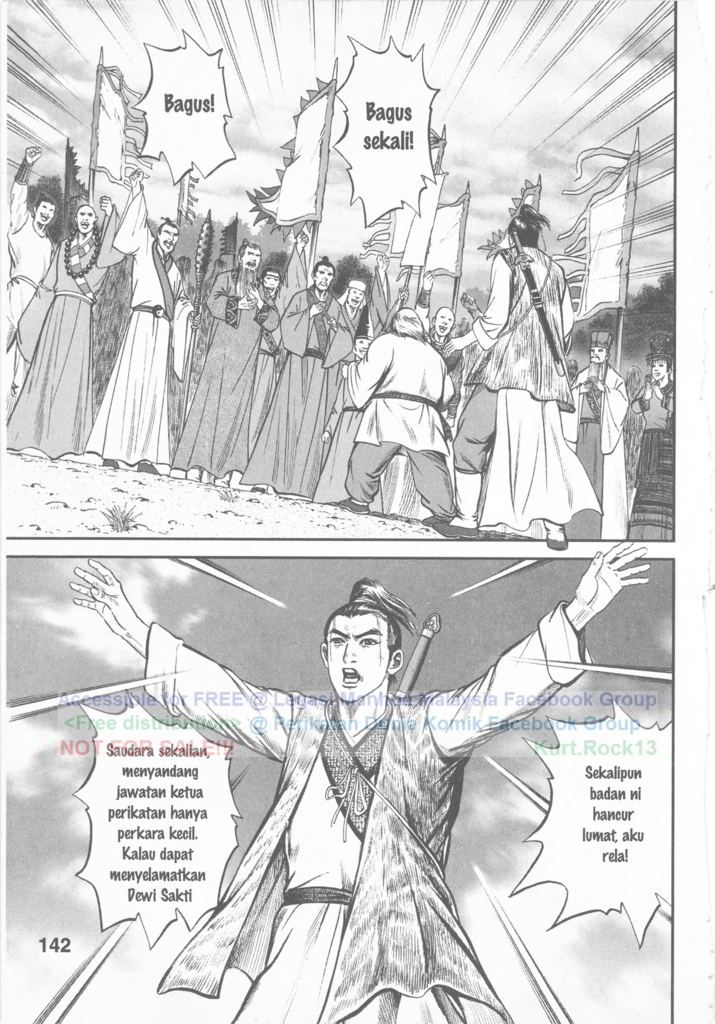 Bagus!
Bagus
sekali!
Accessible for FREE @ Legasi Manhua Malaysia Facebook Group
<Free distribution> @ Perikatan Dunia Komik Facebook Group
NOT FOR SALE!!!
Kurt.Rock13
Saudara sekalian,
menyandang
jawatan ketua
perikatan hanya
perkara kecil.
Kalau dapat
menyelamatkan
Dewi Sakti
Sekalipun
badan ni
hancur
lumat, aku
rela!
142